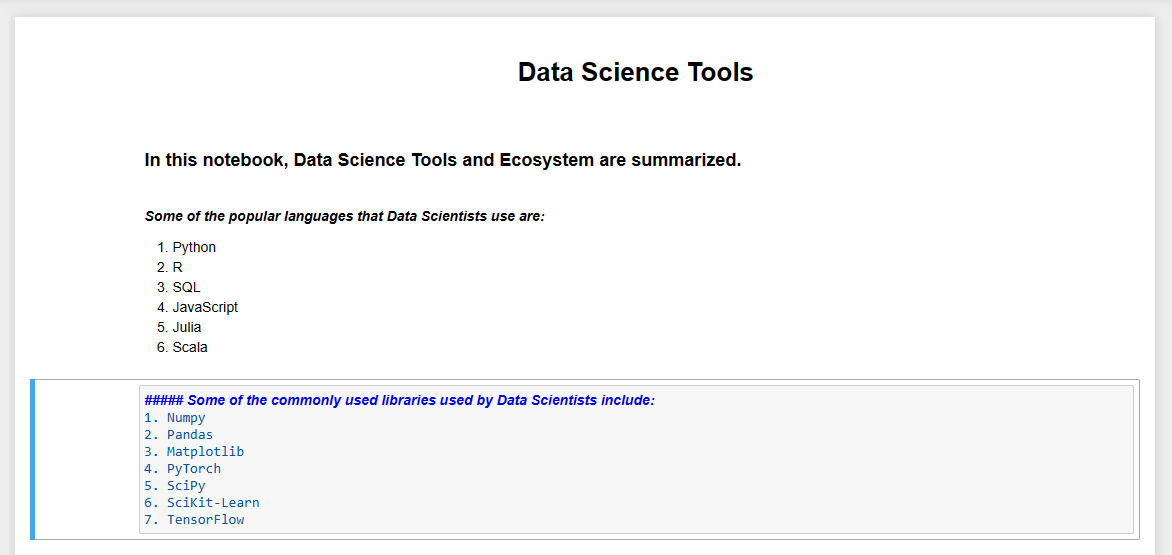 Data Science Tools
In this notebook, Data Science Tools and Ecosystem are summarized.
Some of the popular languages that Data Scientists use are:
1. Python
2. R
3. SQL
4. JavaScript
5. Julia
6. Scala
##### Some of the commonly used libraries used by Data Scientists include:
1. Numpy
2. Pandas
3. Matplotlib
4. PyTorch
5. SciPy
6. SciKit-Learn
7. TensorFlow